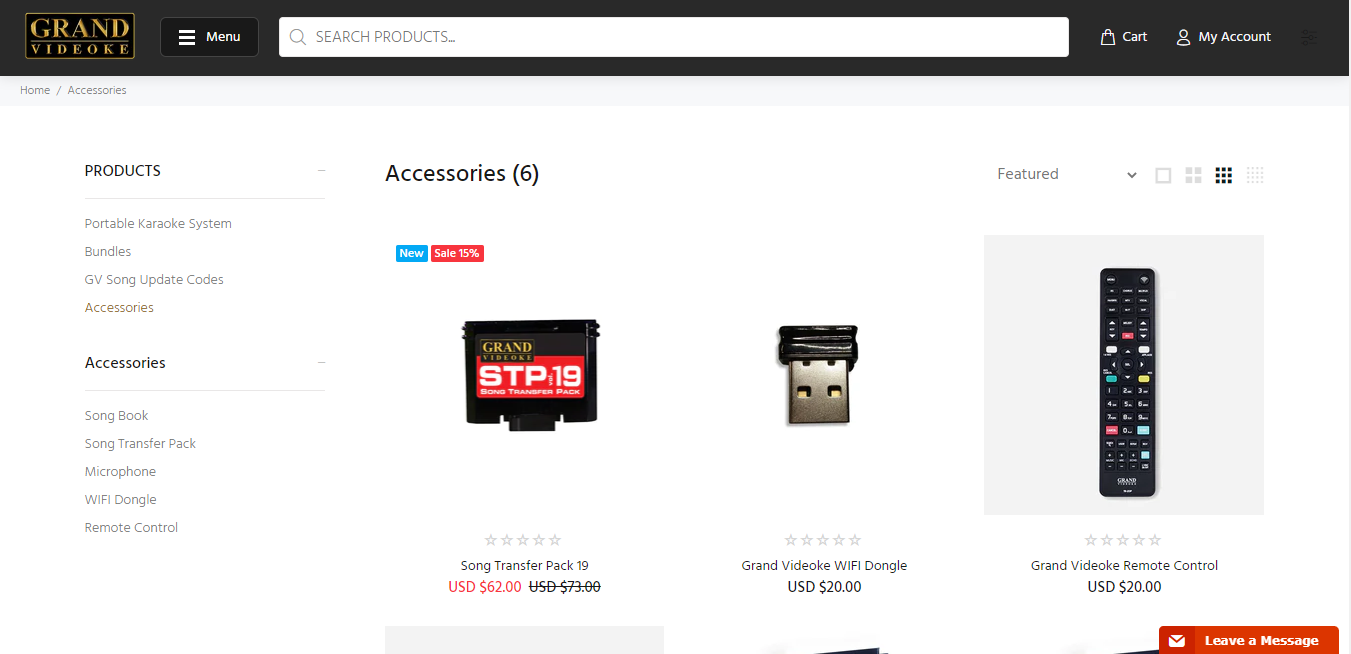 GRAND
VIDEOKE
Menu
SEARCH PRODUCTS...
Cart
My Account
Home / Accessories
PRODUCTS
Portable Karaoke System
Bundles
GV Song Update Codes
Accessories
Accessories
Song Book
Song Transfer Pack
Microphone
WIFI Dongle
Remote Control
Accessories (6)
Featured
New Sale 15%
GRAND
VIDEOKE
STP vol. 19
SONG TRANSFER PACK
Song Transfer Pack 19
USD $62.00 USD $73.00
Grand Videoke WIFI Dongle
USD $20.00
GRAND
VIDEOKE
Grand Videoke Remote Control
USD $20.00
Leave a Message